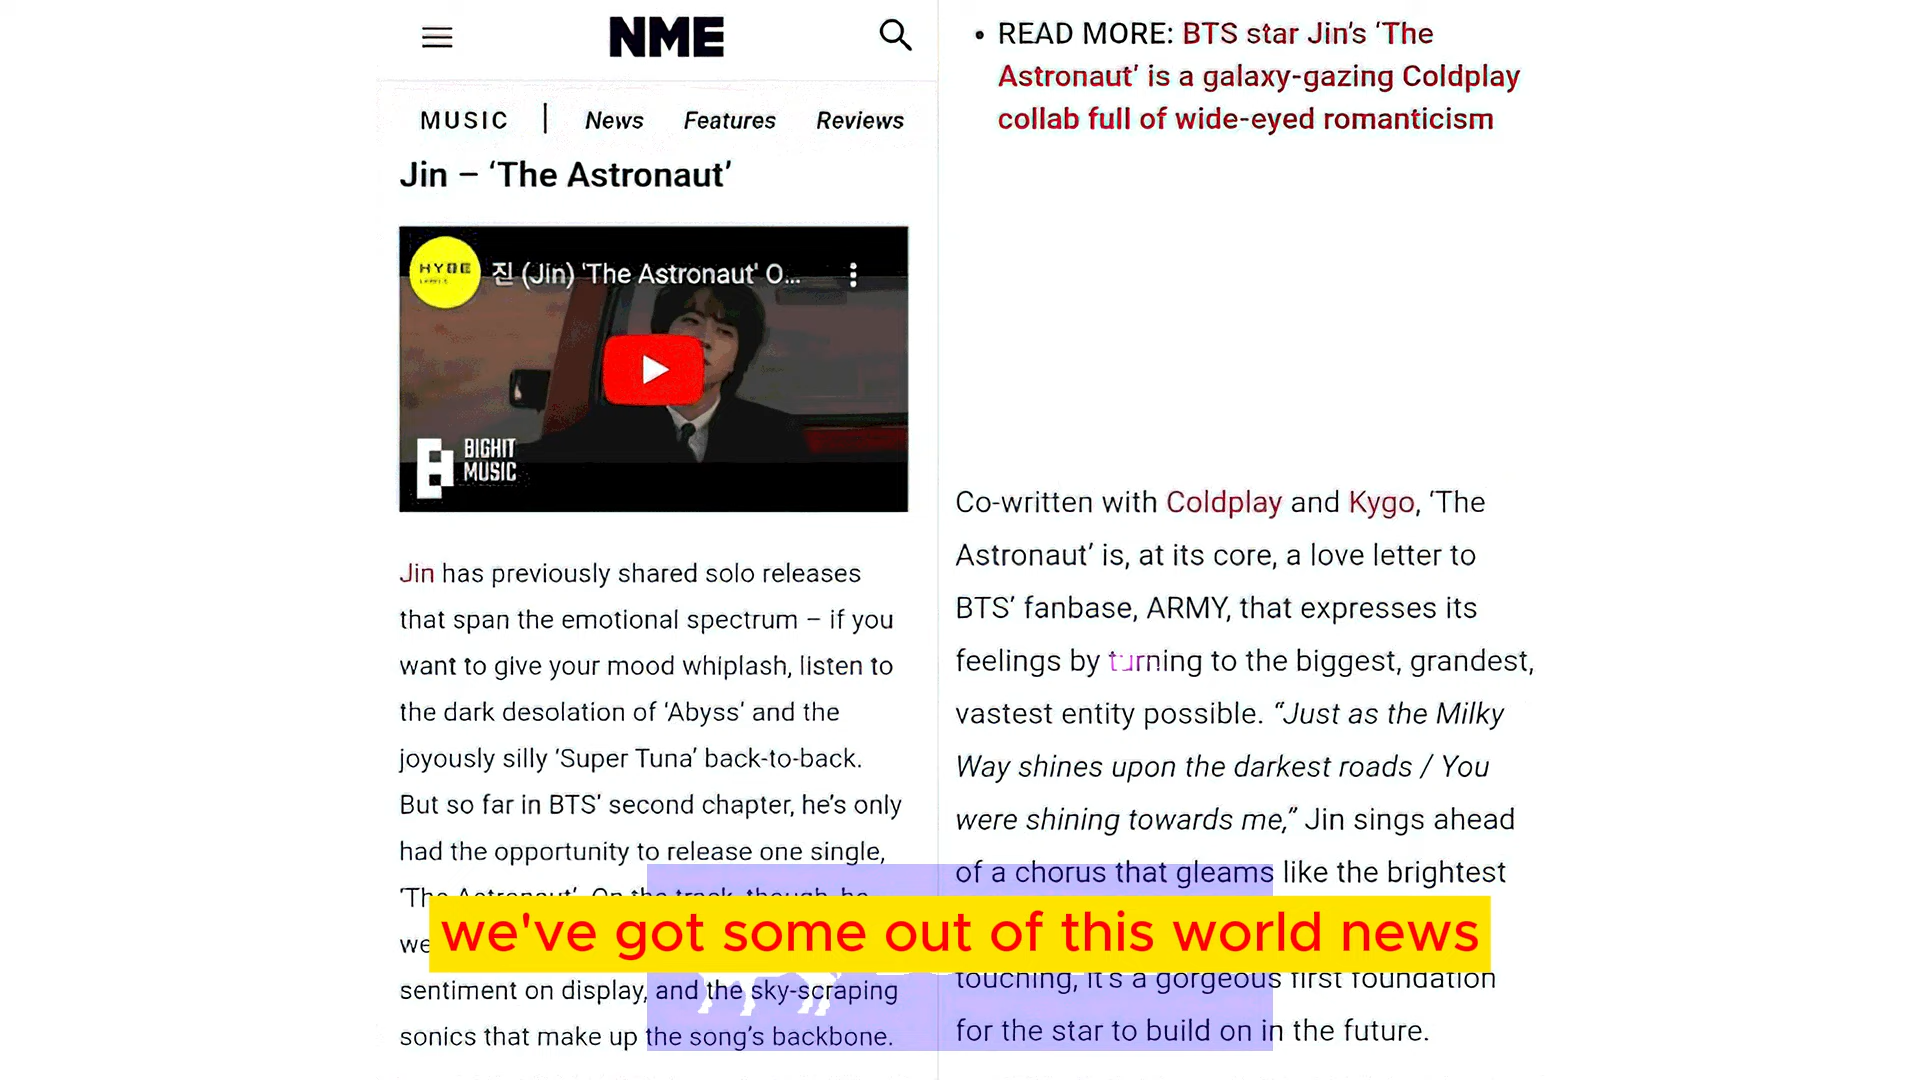 NME
MUSIC | News Features Reviews
Jin – ‘The Astronaut’
HYBE
LABELS
진 (Jin) 'The Astronaut' O...
BIGHIT
MUSIC
Jin has previously shared solo releases
that span the emotional spectrum – if you
want to give your mood whiplash, listen to
the dark desolation of ‘Abyss’ and the
joyously silly ‘Super Tuna’ back-to-back.
But so far in BTS’ second chapter, he’s only
had the opportunity to release one single,
‘The Astronaut’. On the track, though, he
we
sentiment on display, and the sky-scraping
sonics that make up the song’s backbone.
• READ MORE: BTS star Jin’s ‘The
Astronaut’ is a galaxy-gazing Coldplay
collab full of wide-eyed romanticism
Co-written with Coldplay and Kygo, ‘The
Astronaut’ is, at its core, a love letter to
BTS’ fanbase, ARMY, that expresses its
feelings by turning to the biggest, grandest,
vastest entity possible. “Just as the Milky
Way shines upon the darkest roads / You
were shining towards me,” Jin sings ahead
of a chorus that gleams like the brightest
touching, it’s a gorgeous first foundation
for the star to build on in the future.
we've got some out of this world news